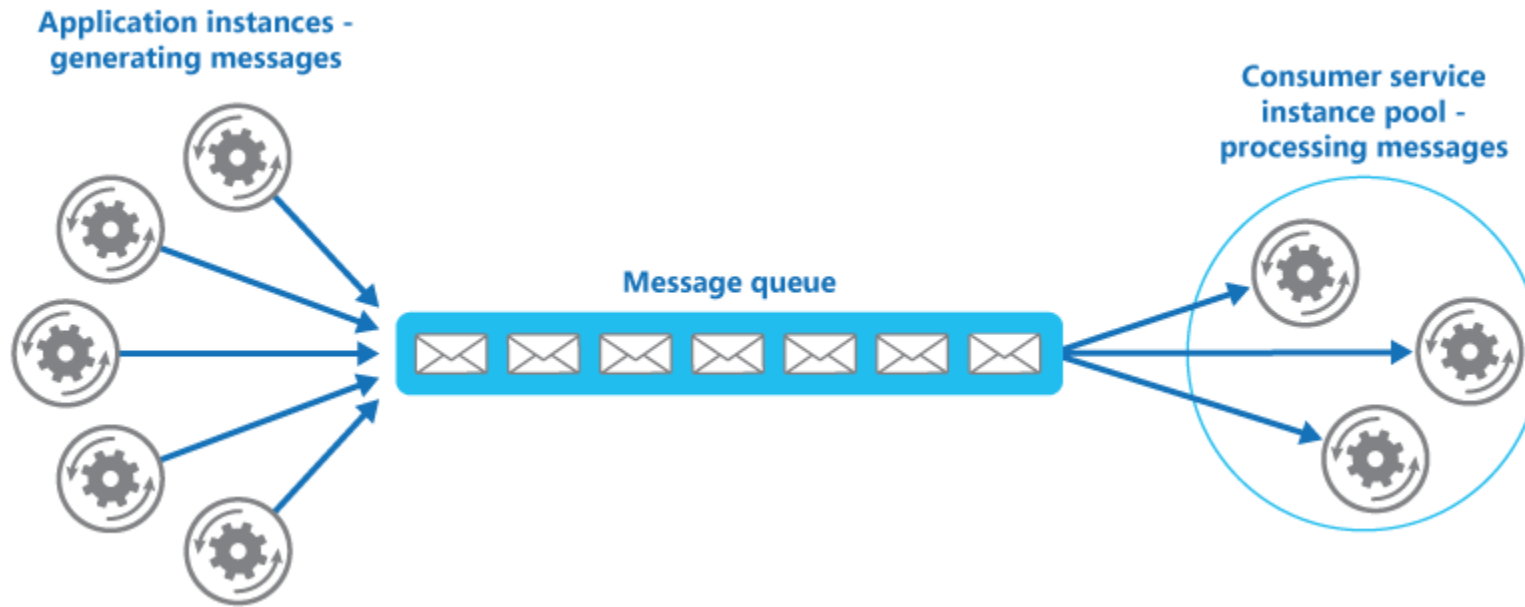 Application instances -
generating messages
Consumer service
instance pool -
processing messages
Message queue